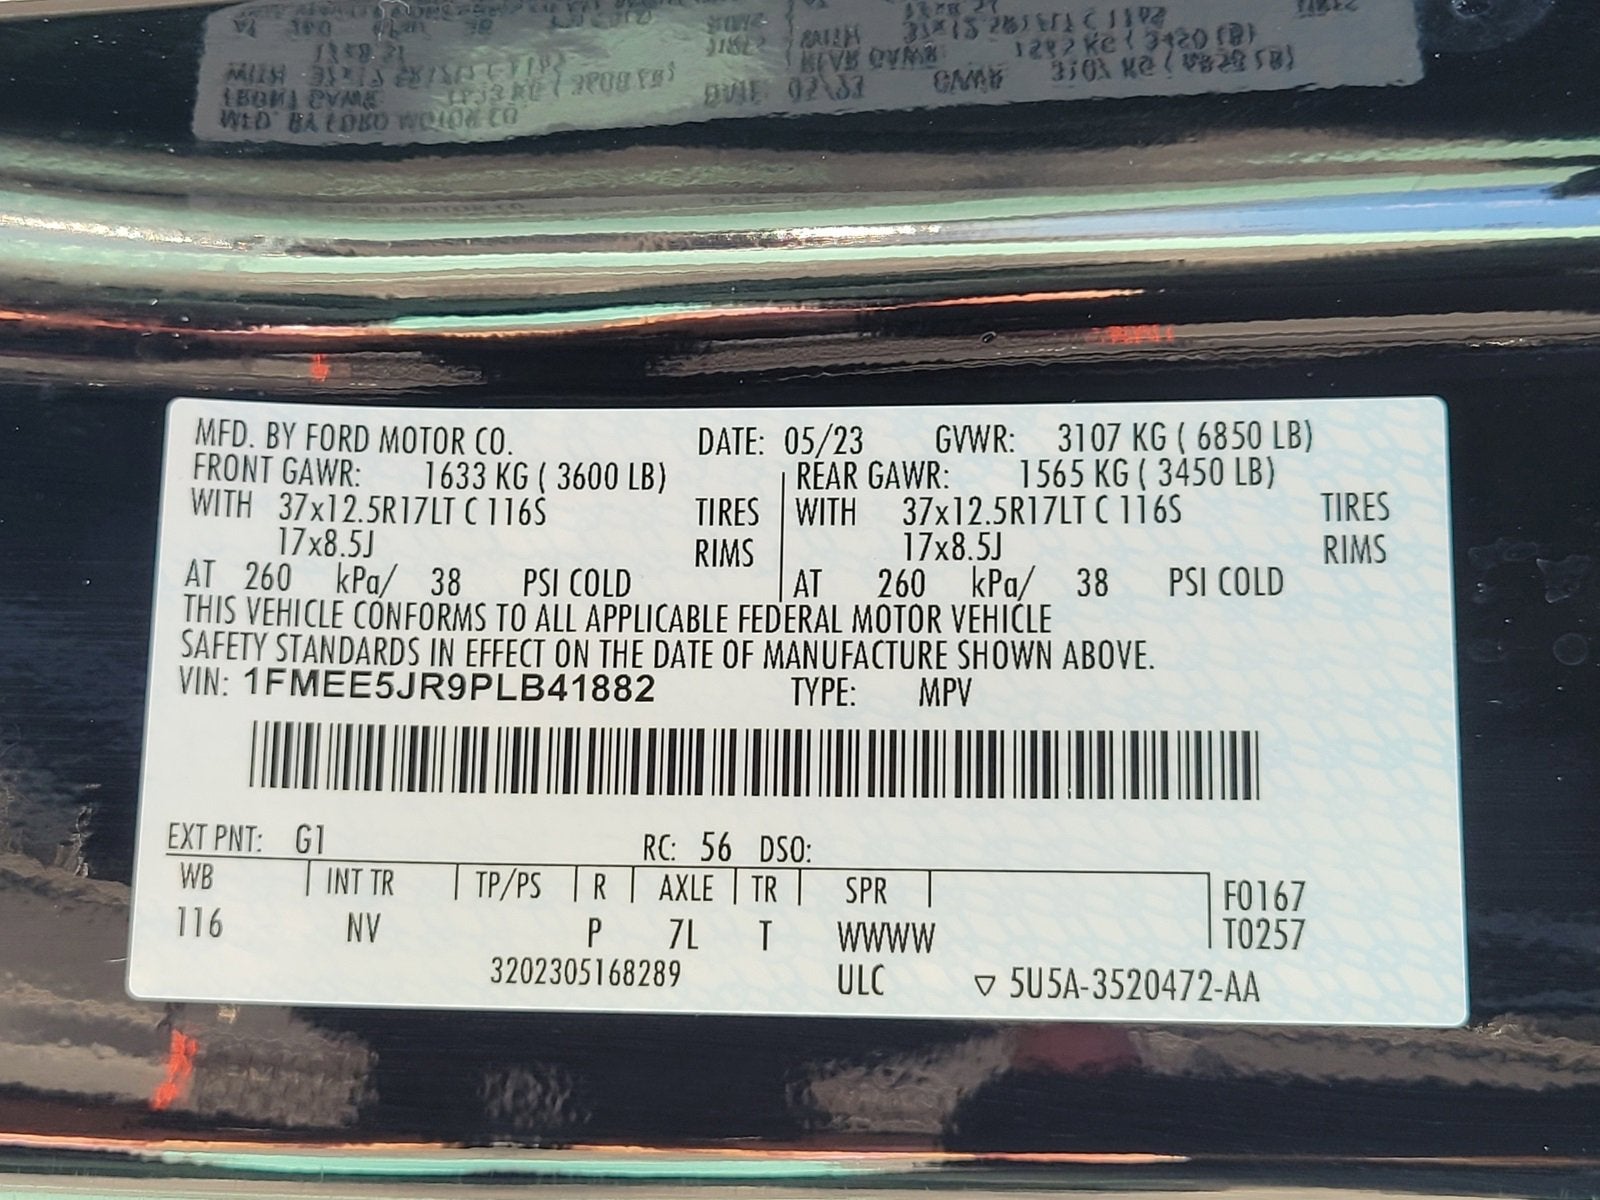 MFD. BY FORD MOTOR CO. DATE: 05/23 GVWR: 3107 KG ( 6850 LB)
FRONT GAWR: 1633 KG ( 3600 LB) REAR GAWR: 1565 KG ( 3450 LB)
WITH 37x12.5R17LT C 116S TIRES WITH 37x12.5R17LT C 116S TIRES
17x8.5J RIMS 17x8.5J RIMS
AT 260 kPa/ 38 PSI COLD AT 260 kPa/ 38 PSI COLD
THIS VEHICLE CONFORMS TO ALL APPLICABLE FEDERAL MOTOR VEHICLE
SAFETY STANDARDS IN EFFECT ON THE DATE OF MANUFACTURE SHOWN ABOVE.
VIN: 1FMEE5JR9PLB41882 TYPE: MPV
EXT PNT: G1 RC: 56 DSO:
WB INT TR TP/PS R AXLE TR SPR F0167
116 NV P 7L T WWWW T0257
3202305168289 ULC ▽ 5U5A-3520472-AA